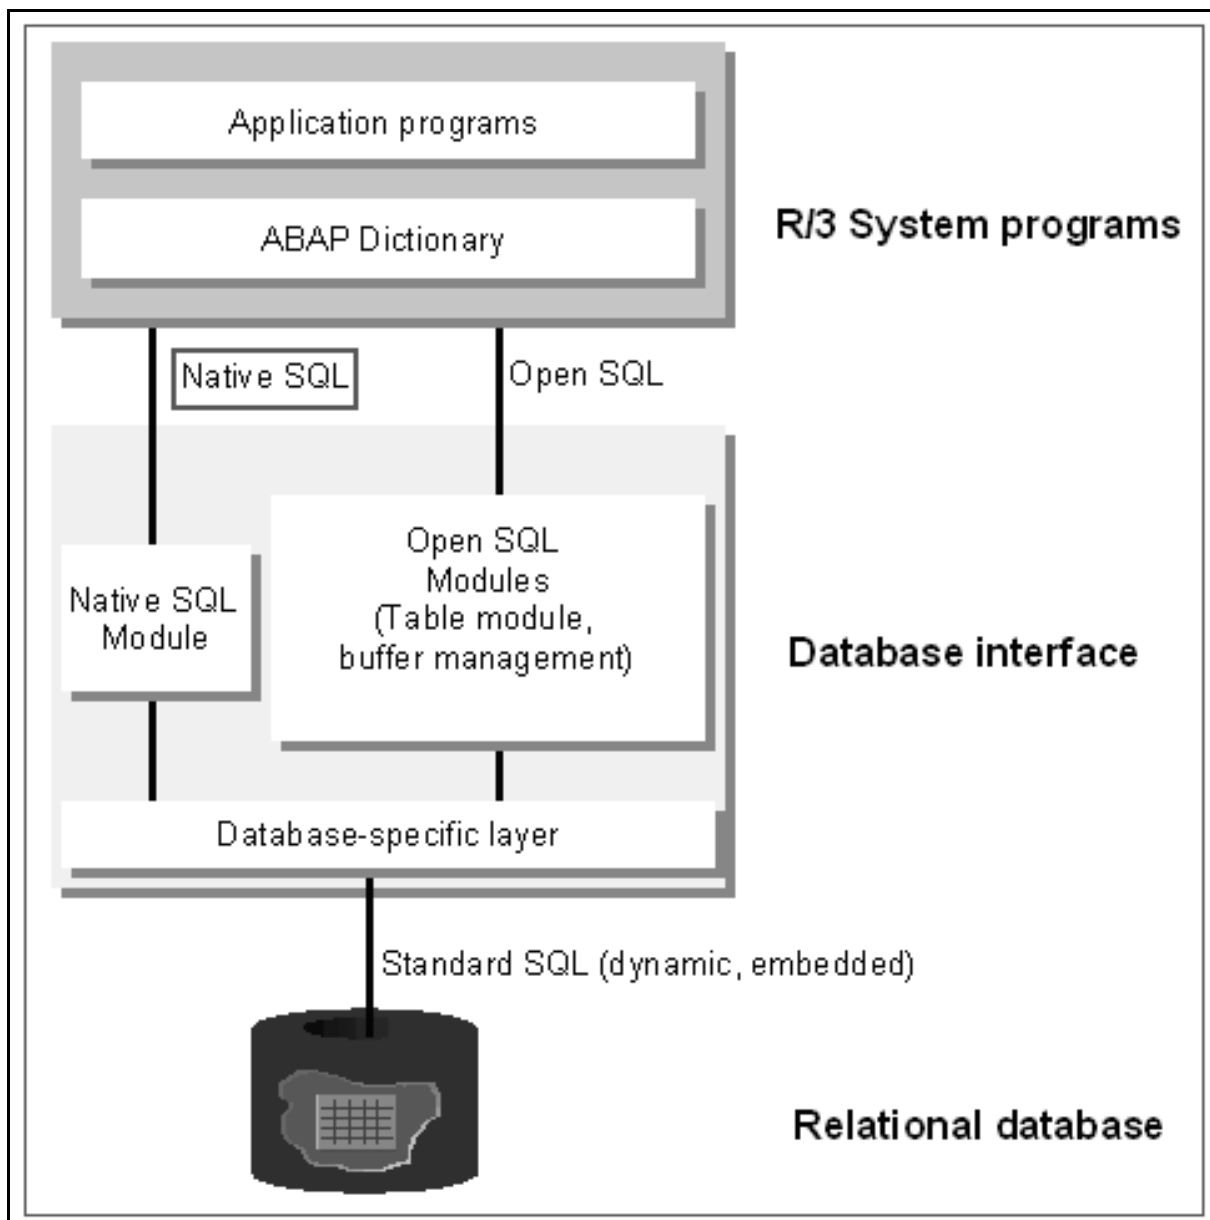 Application programs
ABAP Dictionary
R/3 System programs
Native SQL
Open SQL
Native SQL
Module
Open SQL
Modules
(Table module,
buffer management)
Database interface
Database-specific layer
Standard SQL (dynamic, embedded)
Relational database